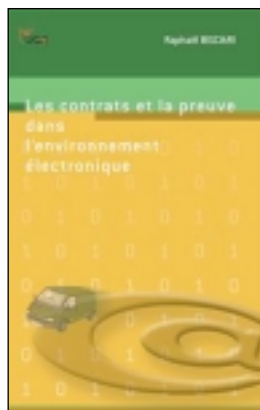 Raphaël
Les contrats et la preuve
dans
l'environnement
électronique